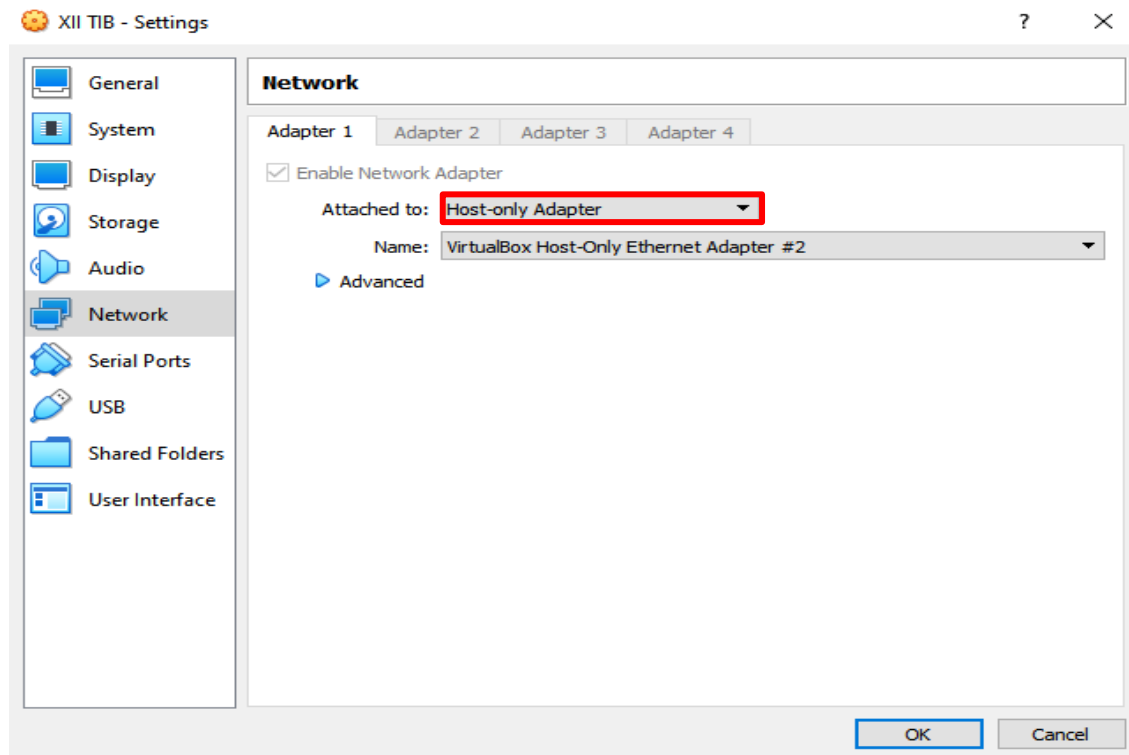 XII TIB - Settings
?
General
System
Display
Storage
Audio
Network
Serial Ports
USB
Shared Folders
User Interface
Network
Adapter 1
Adapter 2
Adapter 3
Adapter 4
Enable Network Adapter
Attached to: Host-only Adapter
Name: VirtualBox Host-Only Ethernet Adapter #2
Advanced
OK
Cancel